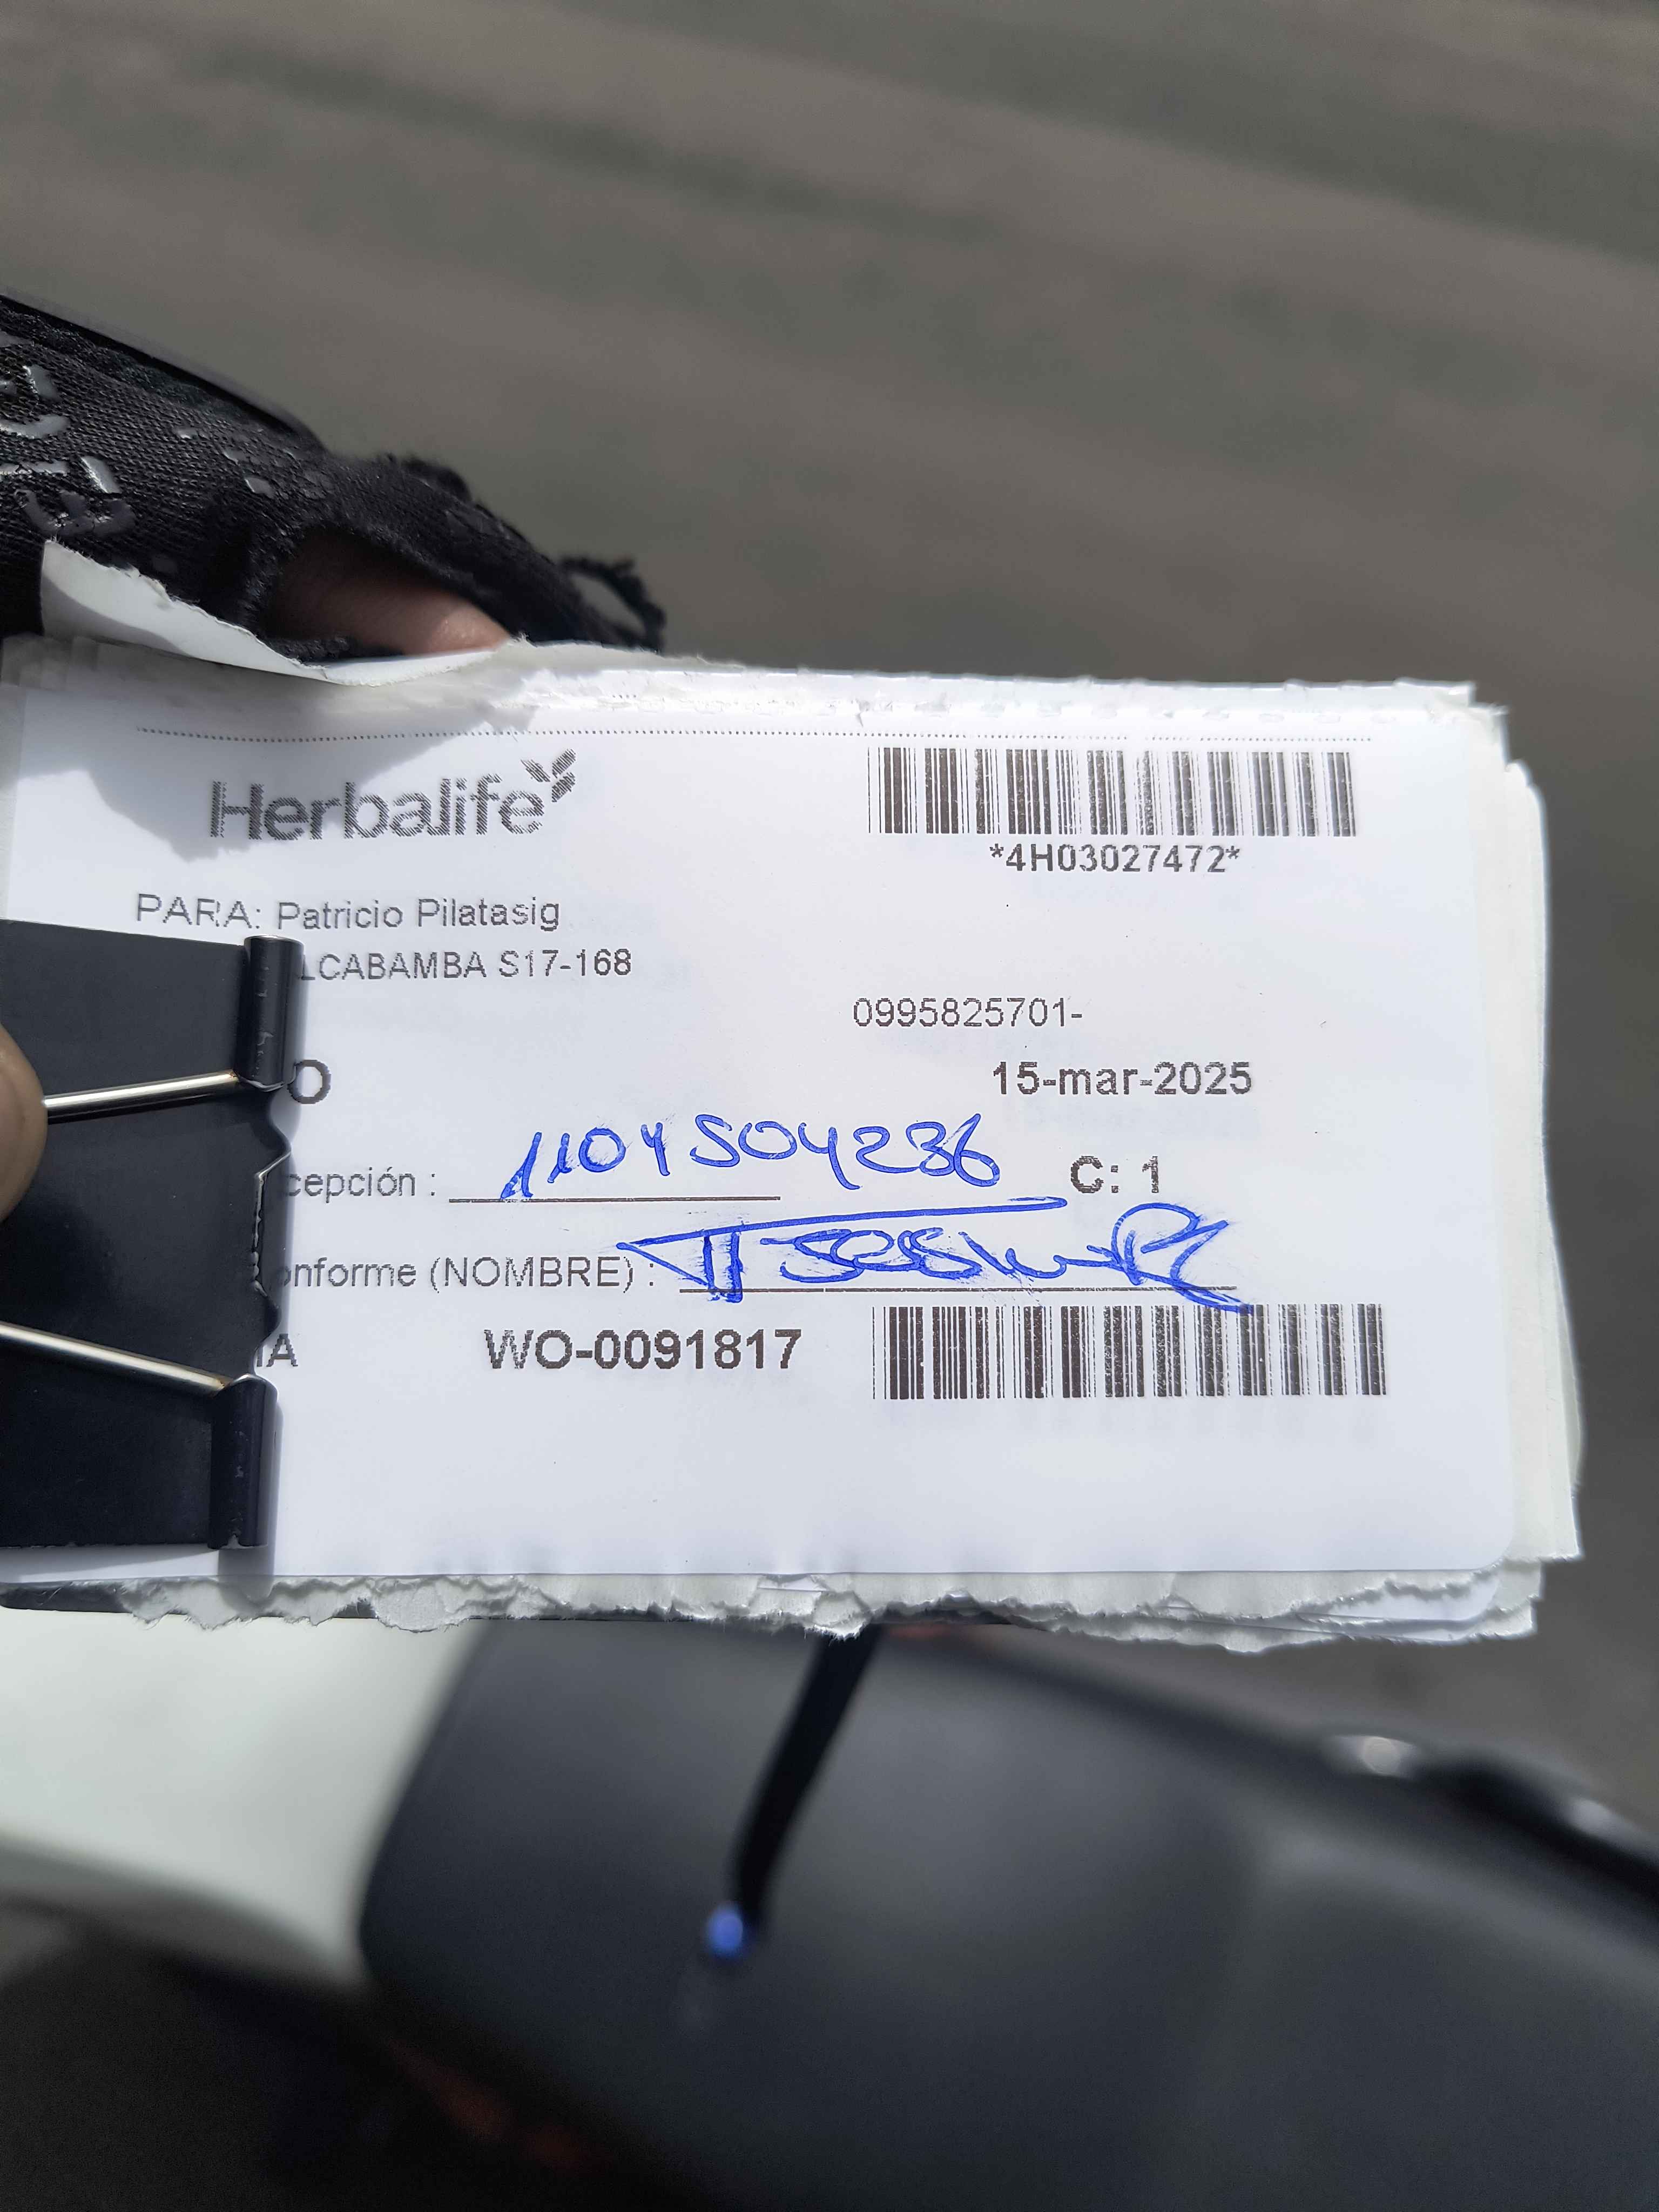 Herbalife
*4H03027472*
PARA: Patricio Pilatasig
LCABAMBA S17-168
0995825701-
O
15-mar-2025
cepción : 1104504236
C: 1
onforme (NOMBRE) :
IA WO-0091817